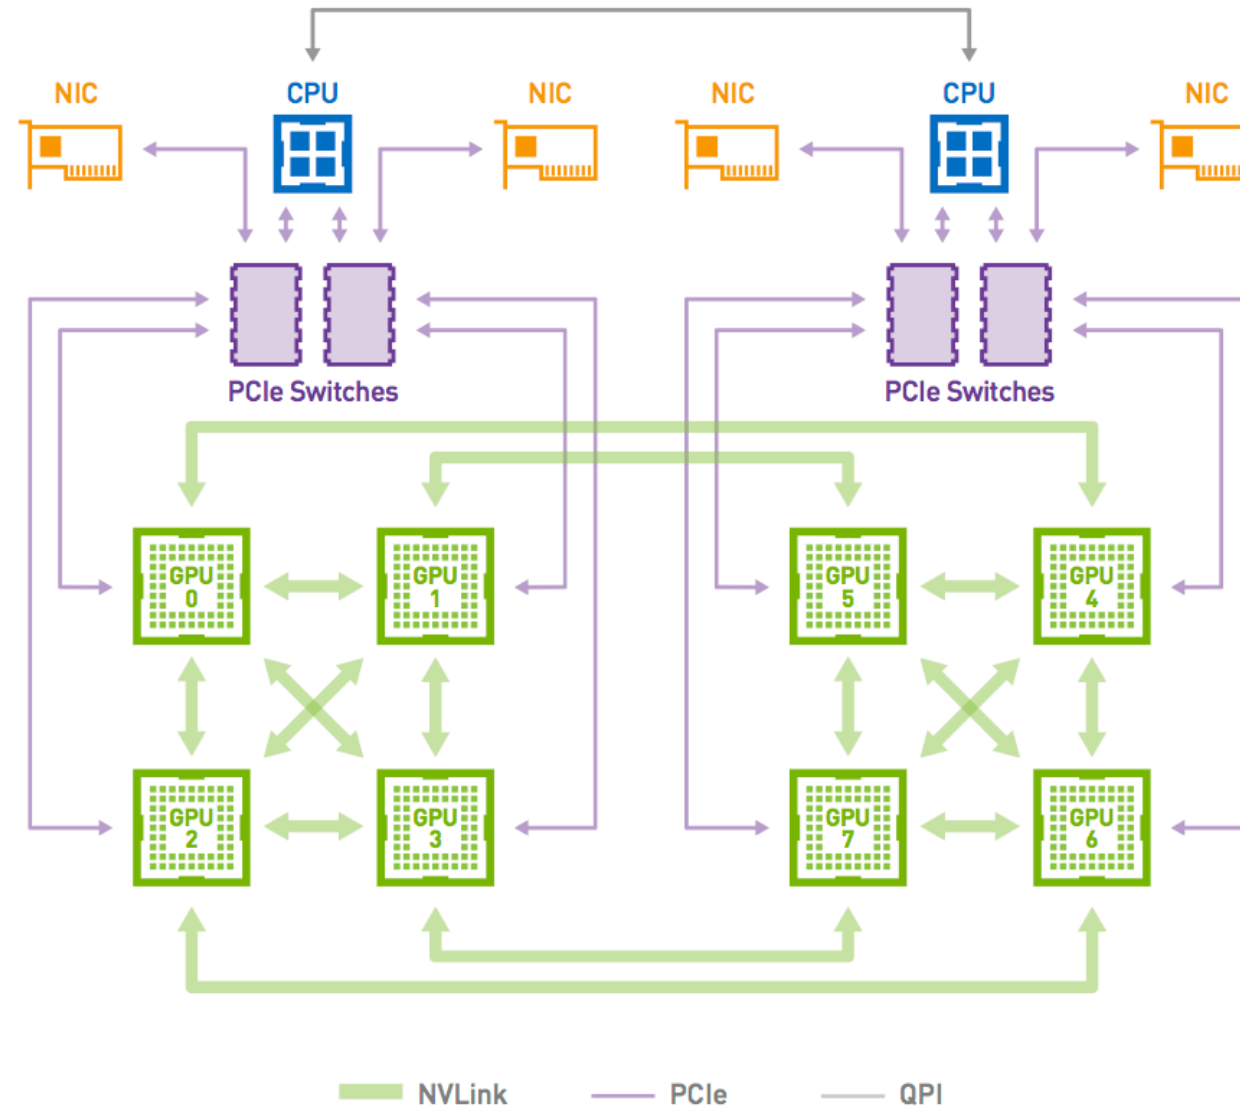 NIC
CPU
NIC
NIC
CPU
NIC
PCIe Switches
PCIe Switches
GPU
0
GPU
1
GPU
5
GPU
4
GPU
2
GPU
3
GPU
7
GPU
6
NVLink
PCIe
QPI